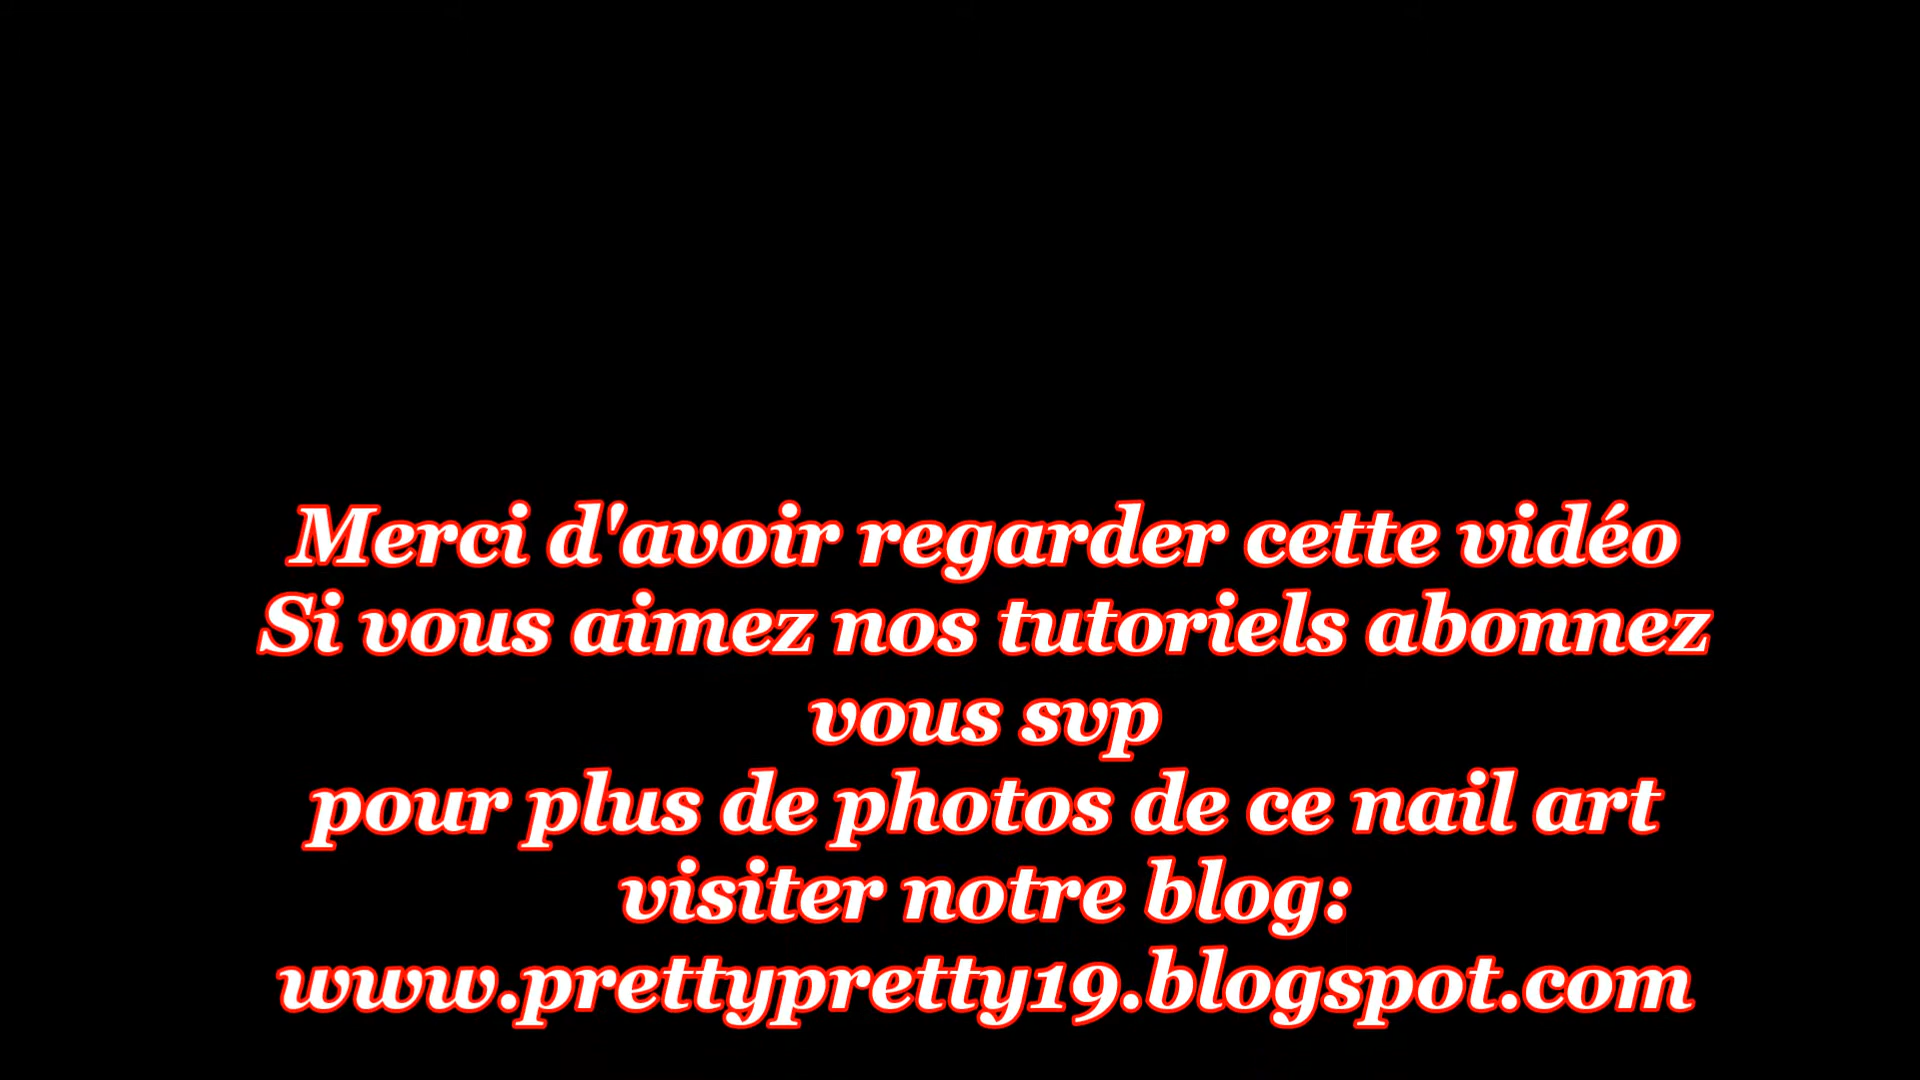 Merci d'avoir regarder cette vidéo
Si vous aimez nos tutoriels abonnez
vous svp
pour plus de photos de ce nail art
visiter notre blog:
www.prettypretty19.blogspot.com